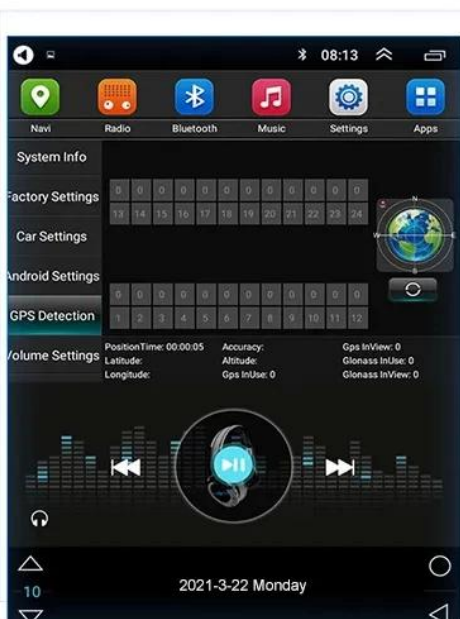 08:13
Navi Radio Bluetooth Music Settings Apps
System Info
Factory Settings
Car Settings
Android Settings
GPS Detection
Volume Settings
0 0 0 0 0 0 0 0 0 0 0 0
13 14 15 16 17 18 19 20 21 22 23 24
N
W E
S
0 0 0 0 0 0 0 0 0 0 0 0
1 2 3 4 5 6 7 8 9 10 11 12
PositionTime: 00:00:05 Accuracy: Gps InView: 0
Latitude: Altitude: Glonass InUse: 0
Longitude: Gps InUse: 0 Glonass InView: 0
10
2021-3-22 Monday